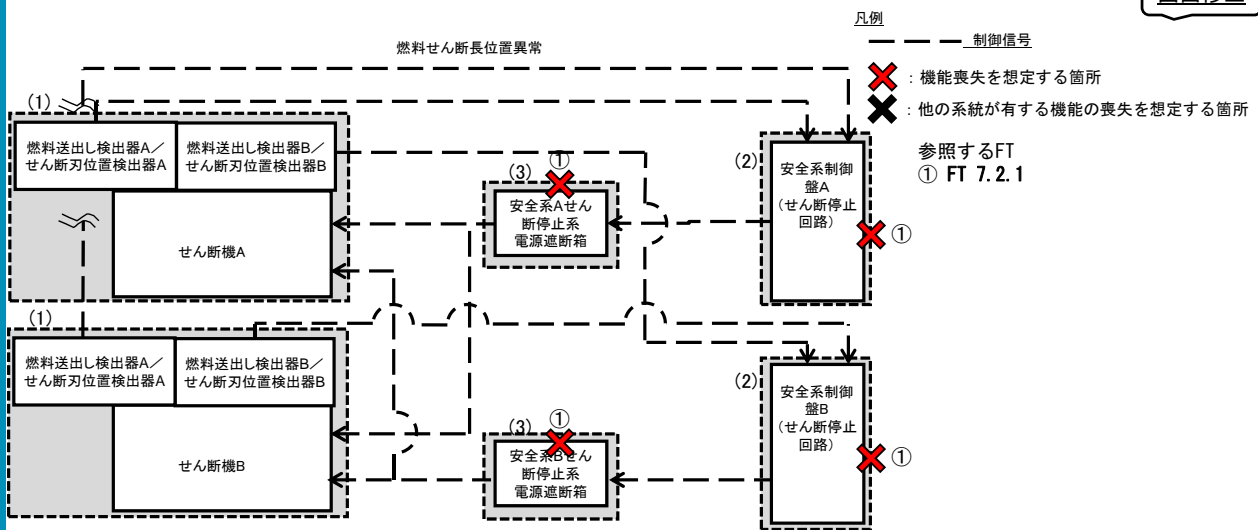 凡例
制御信号
：機能喪失を想定する箇所
：他の系統が有する機能の喪失を想定する箇所
参照するFT
① FT 7.2.1
燃料せん断長位置異常
(1)
燃料送出し検出器A／
せん断刃位置検出器A
燃料送出し検出器B／
せん断刃位置検出器B
せん断機A
(3)
①
安全系Aせん
断停止系
電源遮断箱
(2)
安全系制御
盤A
(せん断停止
回路)
①
(1)
燃料送出し検出器A／
せん断刃位置検出器A
燃料送出し検出器B／
せん断刃位置検出器B
せん断機B
(3)
①
安全系Bせん
断停止系
電源遮断箱
(2)
安全系制御
盤B
(せん断停止
回路)
①